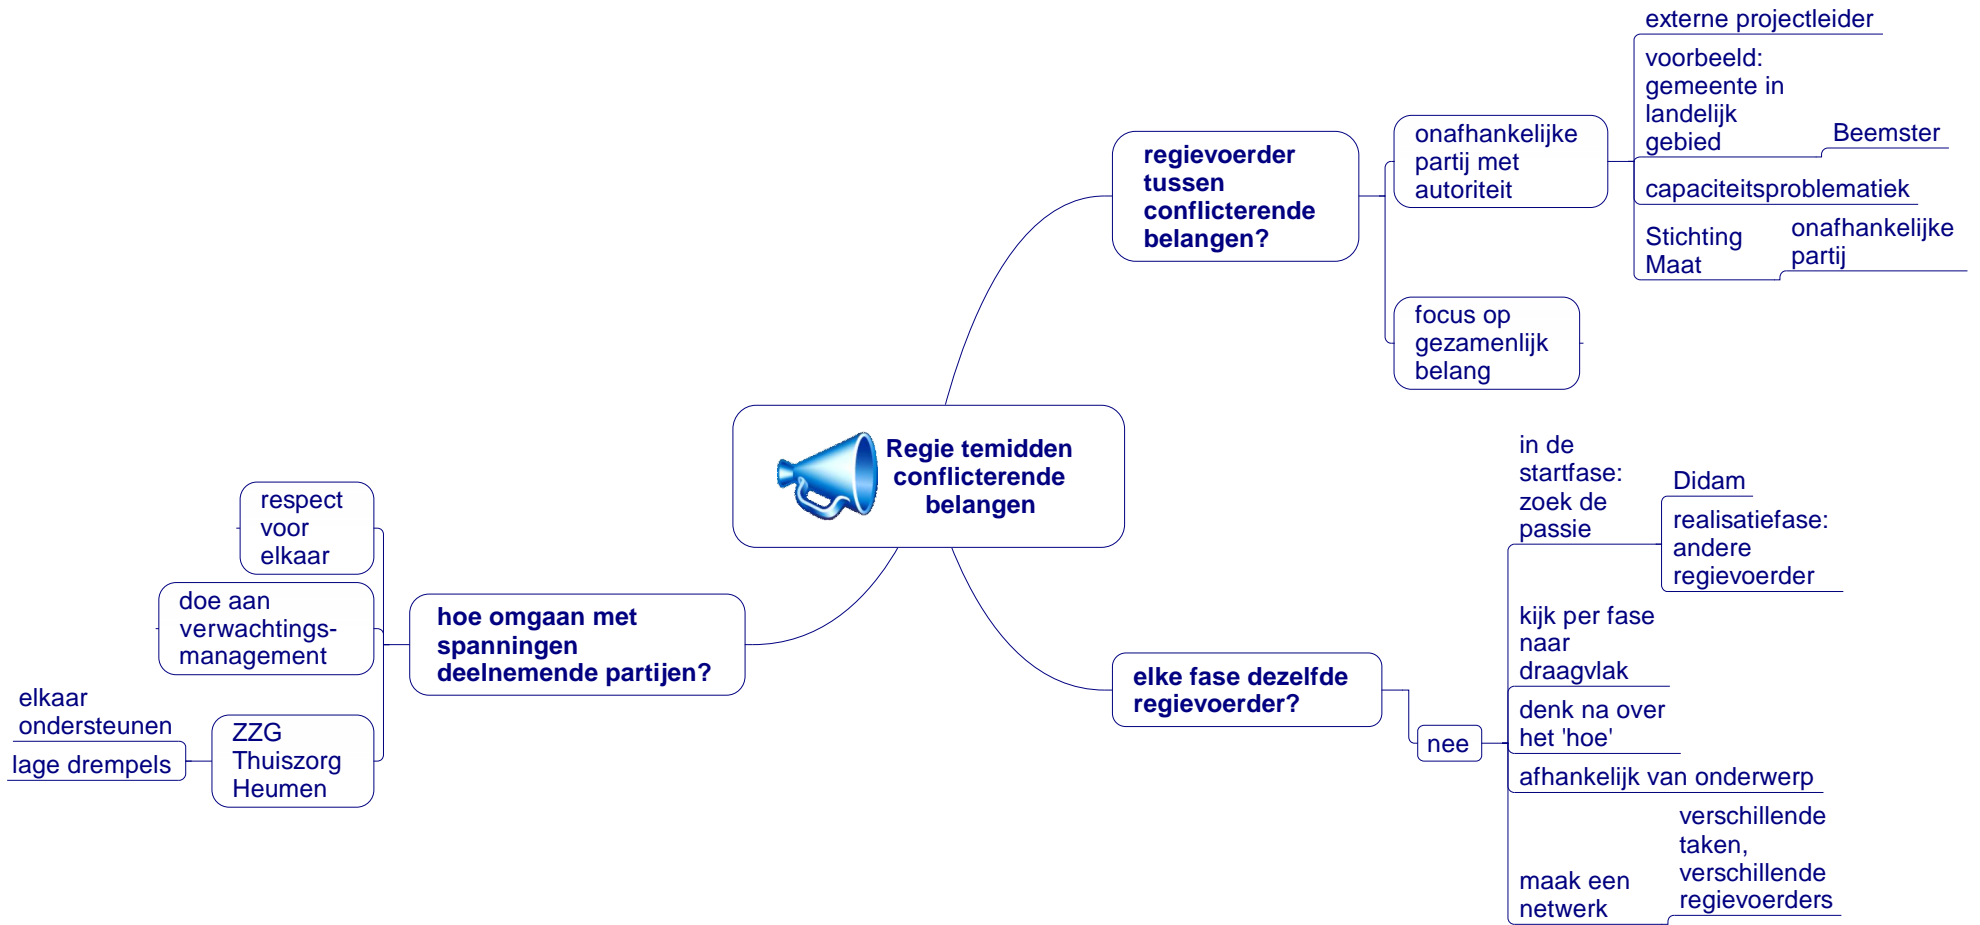 Regie temidden
conflicterende
belangen
regievoerder
tussen
conflicterende
belangen?
onafhankelijke
partij met
autoriteit
externe projectleider
voorbeeld:
gemeente in
landelijk
gebied
Beemster
capaciteitsproblematiek
Stichting
Maat
onafhankelijke
partij
focus op
gezamenlijk
belang
elke fase dezelfde
regievoerder?
nee
in de
startfase:
zoek de
passie
Didam
realisatiefase:
andere
regievoerder
kijk per fase
naar
draagvlak
denk na over
het 'hoe'
afhankelijk van onderwerp
maak een
netwerk
verschillende
taken,
verschillende
regievoerders
hoe omgaan met
spanningen
deelnemende partijen?
respect
voor
elkaar
doe aan
verwachtings-
management
ZZG
Thuiszorg
Heumen
elkaar
ondersteunen
lage drempels